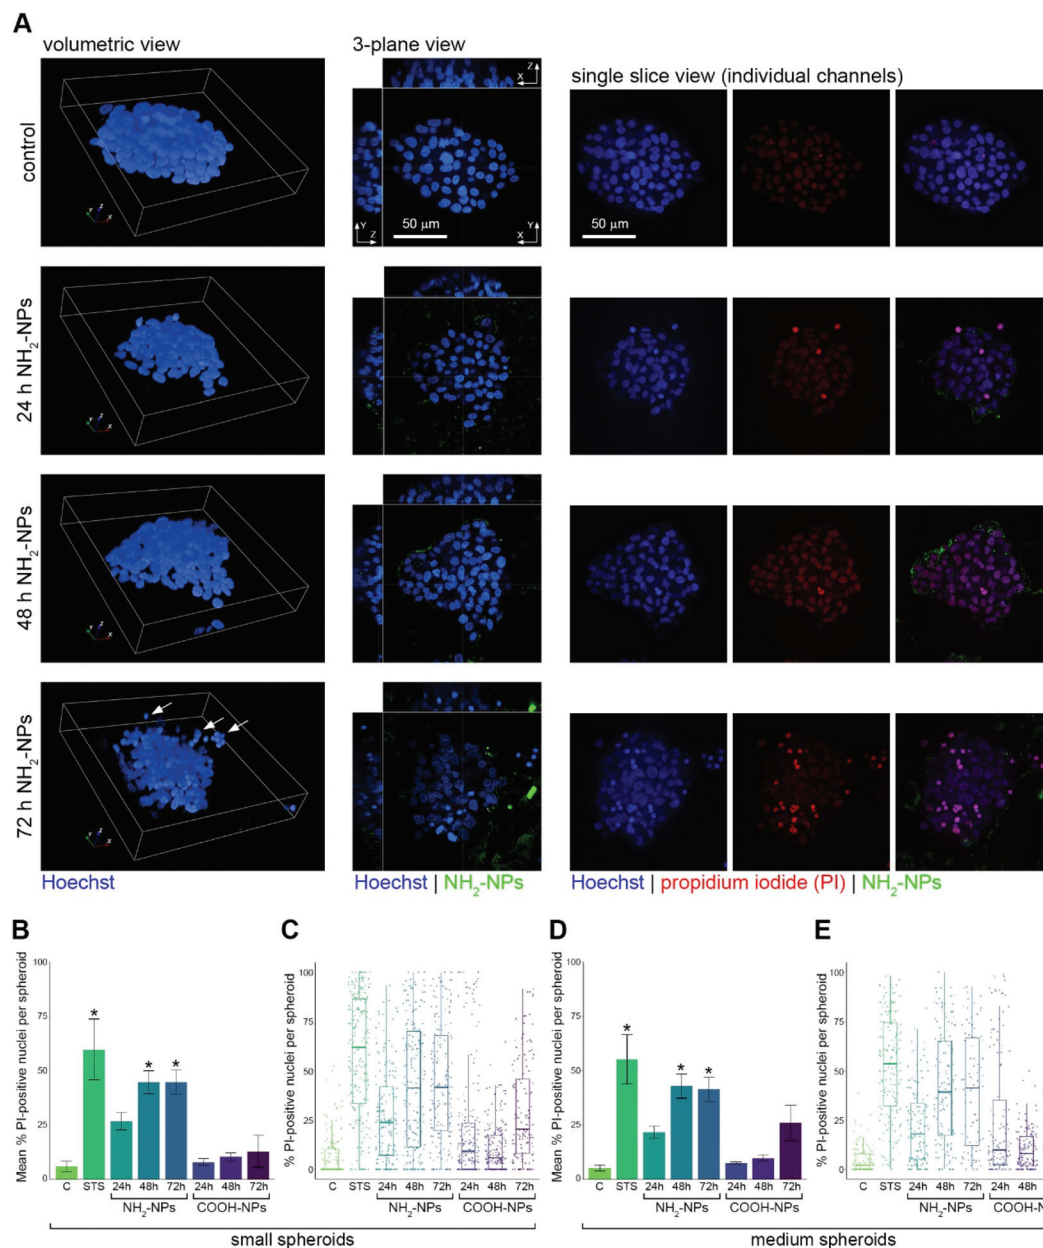 A
volumetric view
3-plane view
single slice view (individual channels)
control
Z
X
Y
Z
Y
X
50 µm
50 µm
24 h NH₂-NPs
48 h NH₂-NPs
72 h NH₂-NPs
Hoechst
Hoechst | NH₂-NPs
Hoechst | propidium iodide (PI) | NH₂-NPs
B
Mean % PI-positive nuclei per spheroid
100
75
50
25
0
*
*
*
C STS 24h 48h 72h 24h 48h 72h
NH₂-NPs COOH-NPs
C
% PI-positive nuclei per spheroid
100
75
50
25
0
C STS 24h 48h 72h 24h 48h 72h
NH₂-NPs COOH-NPs
small spheroids
D
Mean % PI-positive nuclei per spheroid
100
75
50
25
0
*
*
*
C STS 24h 48h 72h 24h 48h 72h
NH₂-NPs COOH-NPs
E
% PI-positive nuclei per spheroid
100
75
50
25
0
C STS 24h 48h 72h 24h 48h
NH₂-NPs COOH-N
medium spheroids